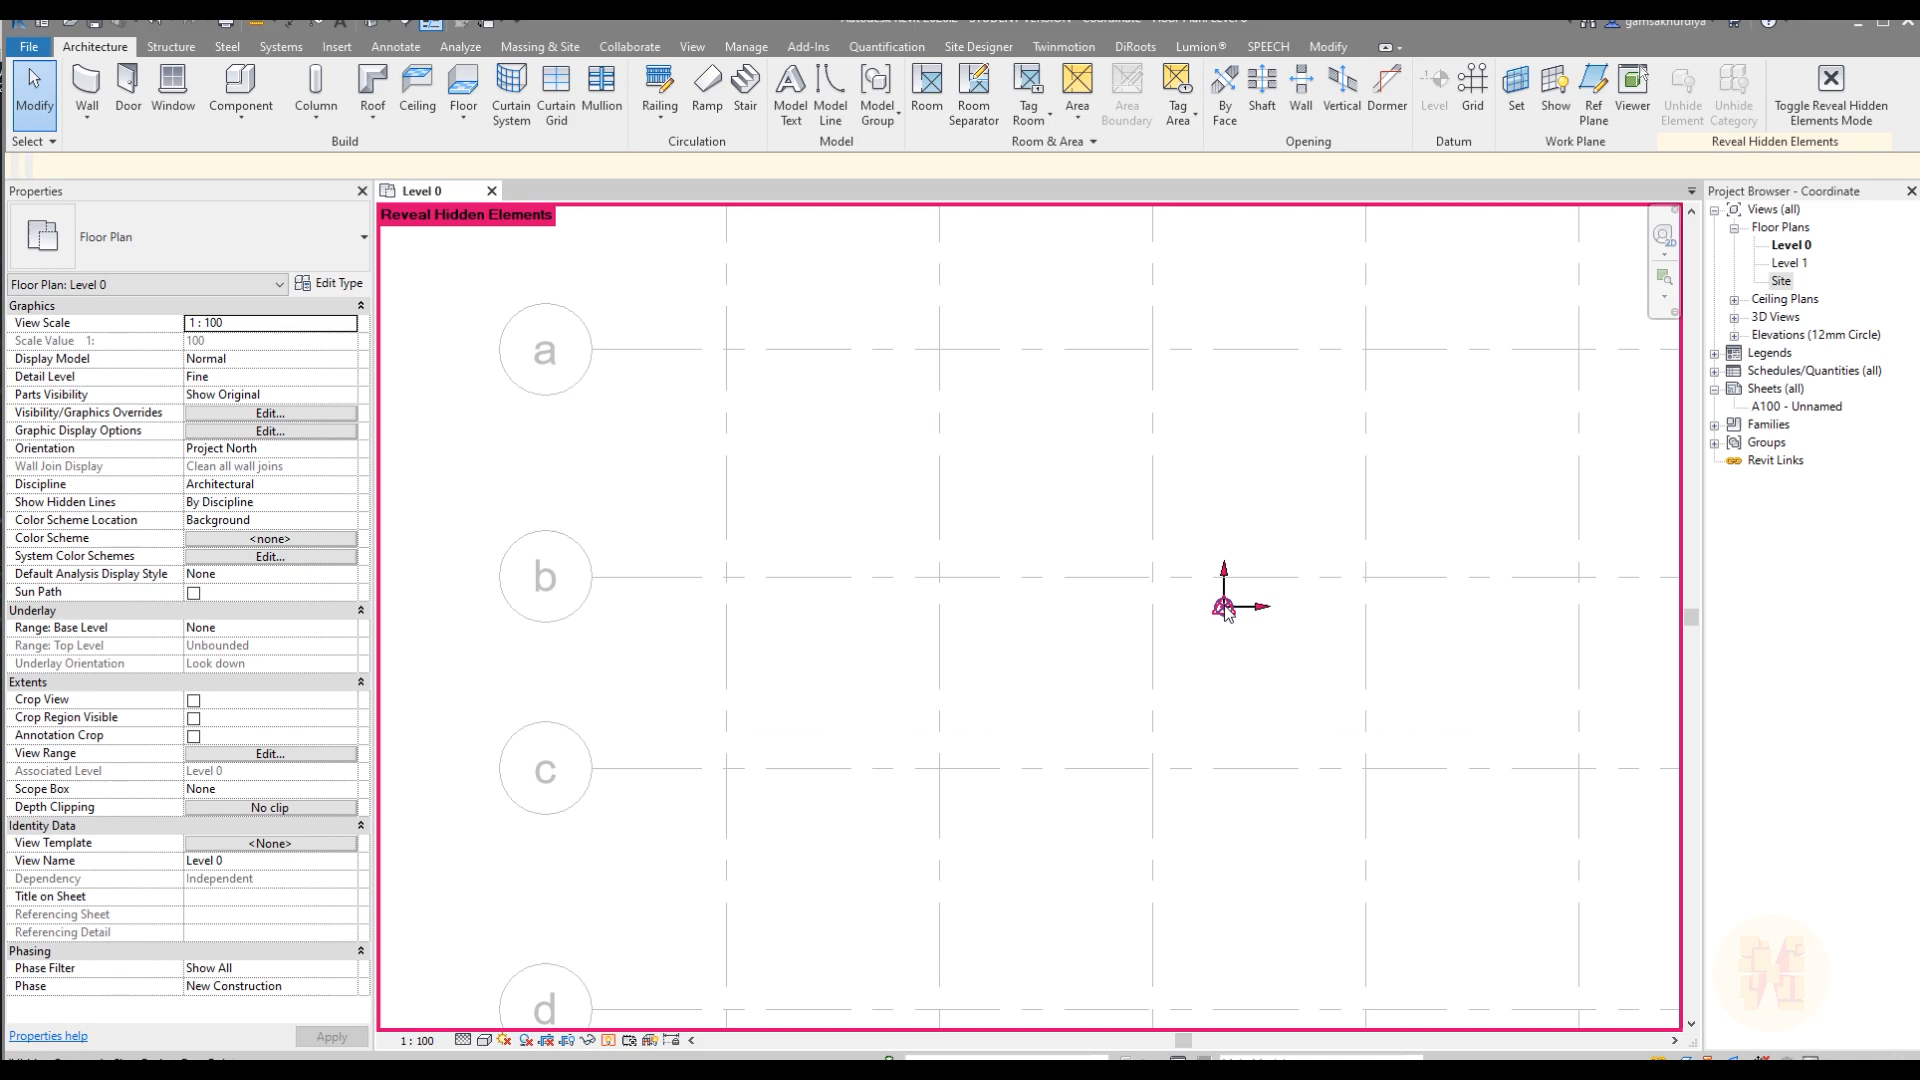 File Architecture Structure Steel Systems Insert Annotate Analyze Massing & Site Collaborate View Manage Add-Ins Quantification Site Designer Twinmotion DiRoots Lumion® SPEECH Modify
Modify Wall Door Window Component Column Roof Ceiling Floor Curtain System Curtain Grid Mullion Railing Ramp Stair Model Text Model Line Model Group Room Room Separator Tag Room Area Area Boundary Tag Area By Face Shaft Wall Vertical Dormer Level Grid Set Show Ref Plane Viewer Unhide Element Unhide Category Toggle Reveal Hidden Elements Mode
Select Build Circulation Model Room & Area Opening Datum Work Plane Reveal Hidden Elements
Properties
Floor Plan
Floor Plan: Level 0 Edit Type
Graphics
View Scale 1 : 100
Scale Value 1: 100
Display Model Normal
Detail Level Fine
Parts Visibility Show Original
Visibility/Graphics Overrides Edit...
Graphic Display Options Edit...
Orientation Project North
Wall Join Display Clean all wall joins
Discipline Architectural
Show Hidden Lines By Discipline
Color Scheme Location Background
Color Scheme <none>
System Color Schemes Edit...
Default Analysis Display Style None
Sun Path
Underlay
Range: Base Level None
Range: Top Level Unbounded
Underlay Orientation Look down
Extents
Crop View
Crop Region Visible
Annotation Crop
View Range Edit...
Associated Level Level 0
Scope Box None
Depth Clipping No clip
Identity Data
View Template <None>
View Name Level 0
Dependency Independent
Title on Sheet
Referencing Sheet
Referencing Detail
Phasing
Phase Filter Show All
Phase New Construction
Properties help Apply
Level 0
Reveal Hidden Elements
a
b
c
d
2D
1 : 100
Project Browser - Coordinate
Views (all)
Floor Plans
Level 0
Level 1
Site
Ceiling Plans
3D Views
Elevations (12mm Circle)
Legends
Schedules/Quantities (all)
Sheets (all)
A100 - Unnamed
Families
Groups
Revit Links